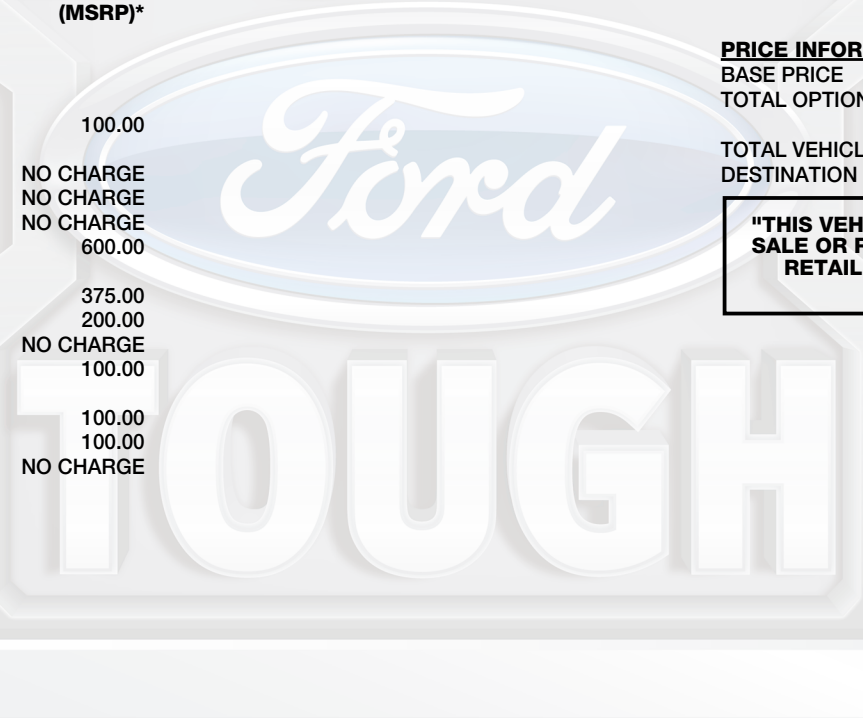 (MSRP)*
100.00
NO CHARGE
NO CHARGE
NO CHARGE
600.00
375.00
200.00
NO CHARGE
100.00
100.00
100.00
NO CHARGE
PRICE INFOR
BASE PRICE
TOTAL OPTION
TOTAL VEHICL
DESTINATION
"THIS VEH
SALE OR F
RETAIL
Ford
TOUGH